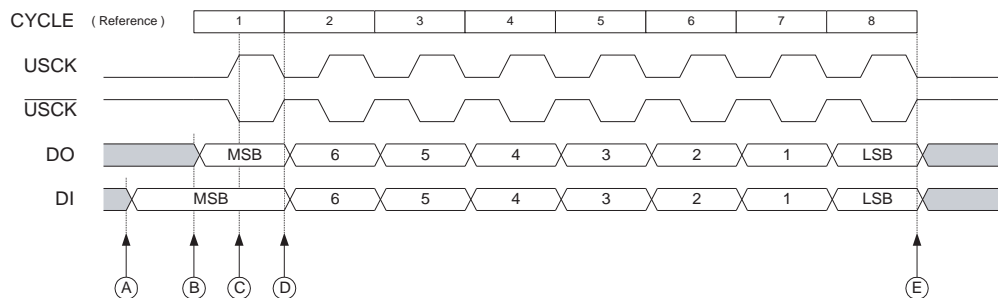 CYCLE ( Reference ) 1 2 3 4 5 6 7 8
USCK
USCK
DO MSB 6 5 4 3 2 1 LSB
DI MSB 6 5 4 3 2 1 LSB
A B C D E